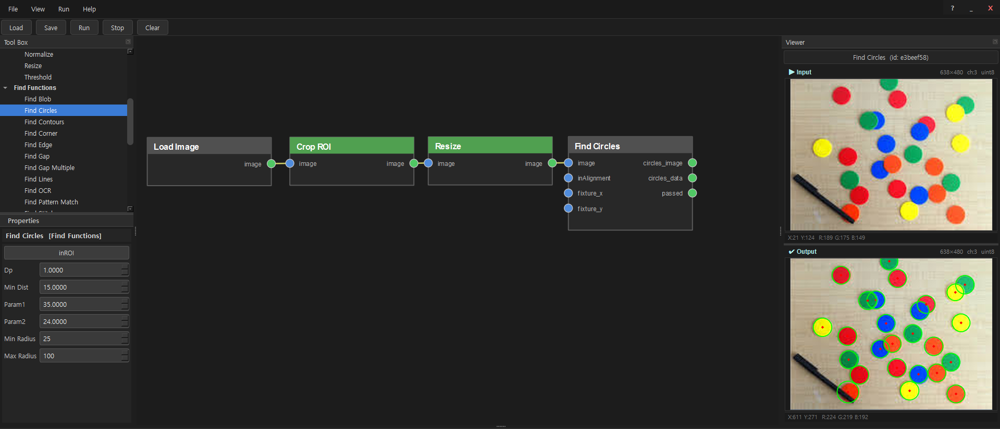 File View Run Help ? _ X
Load Save Run Stop Clear
Tool Box
Normalize
Resize
Threshold
Find Functions
Find Blob
Find Circles
Find Contours
Find Corner
Find Edge
Find Gap
Find Gap Multiple
Find Lines
Find OCR
Find Pattern Match
Properties
Find Circles [Find Functions]
inROI
Dp 1.0000
Min Dist 15.0000
Param1 35.0000
Param2 24.0000
Min Radius 25
Max Radius 100
Load Image
image
Crop ROI
image image
Resize
image image
Find Circles
image circles_image
inAlignment circles_data
fixture_x passed
fixture_y
Viewer
Find Circles (id: e3beef58)
Input 638×480 ch:3 uint8
X:21 Y:124 R:189 G:175 B:149
Output 638×480 ch:3 uint8
X:611 Y:271 R:224 G:219 B:192